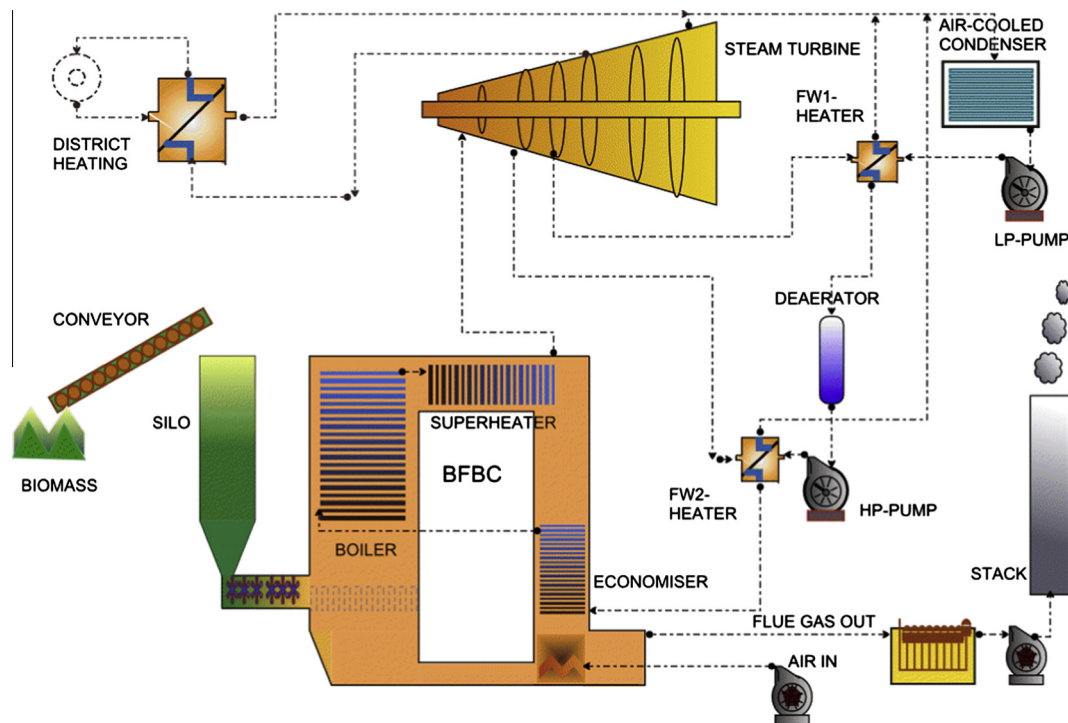 AIR-COOLED
CONDENSER
STEAM TURBINE
FW1-
HEATER
DISTRICT
HEATING
LP-PUMP
DEAERATOR
CONVEYOR
SILO
SUPERHEATER
BFBC
BIOMASS
FW2-
HEATER
HP-PUMP
BOILER
ECONOMISER
STACK
FLUE GAS OUT
AIR IN